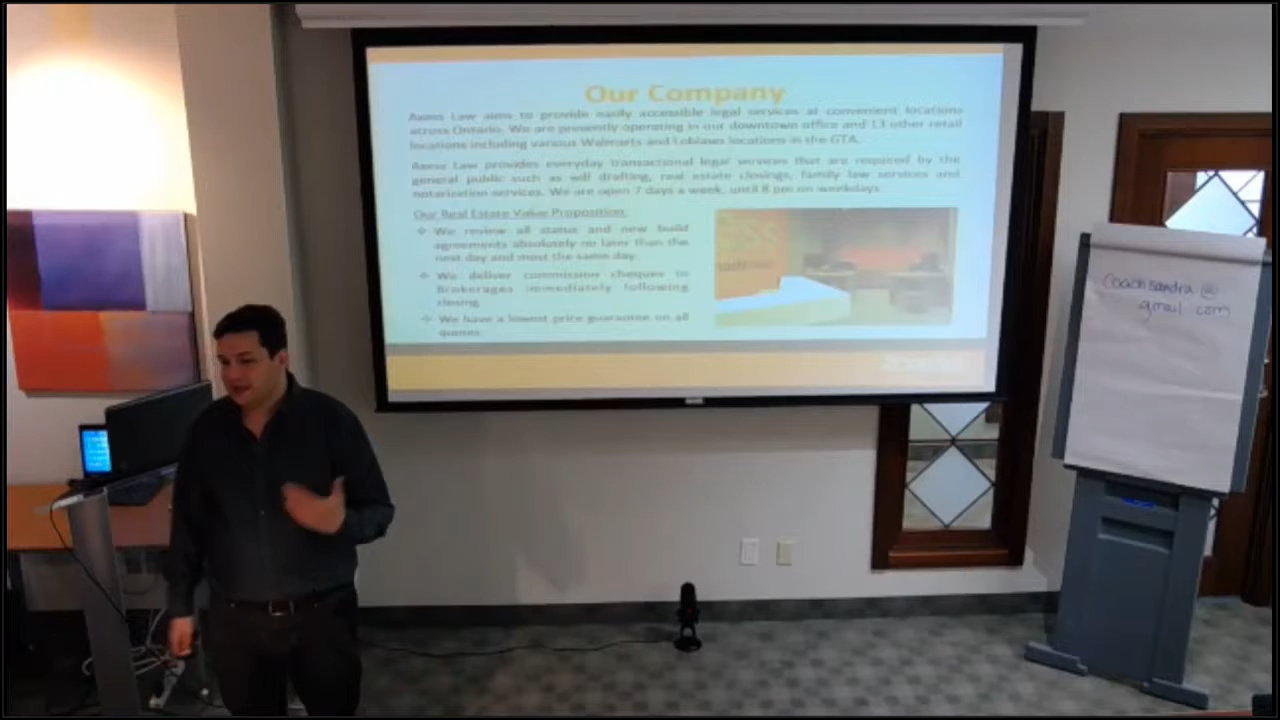 Our Company
Axess Law aims to provide easily accessible legal services at convenient locations
across Ontario. We are presently operating in our downtown office and 13 other retail
locations including various Walmarts and Loblaws locations in the GTA.
Axess Law provides everyday transactional legal services that are required by the
general public such as will drafting, real estate closings, family law services and
notarization services. We are open 7 days a week, until 8 pm on weekdays.
Our Real Estate Value Proposition:
We review all status and new build
agreements absolutely no later than the
next day and most the same day.
We deliver commission cheques to
Brokerages immediately following
closing.
We have a lowest price guarantee on all
quotes.
Coachsandra @
gmail com